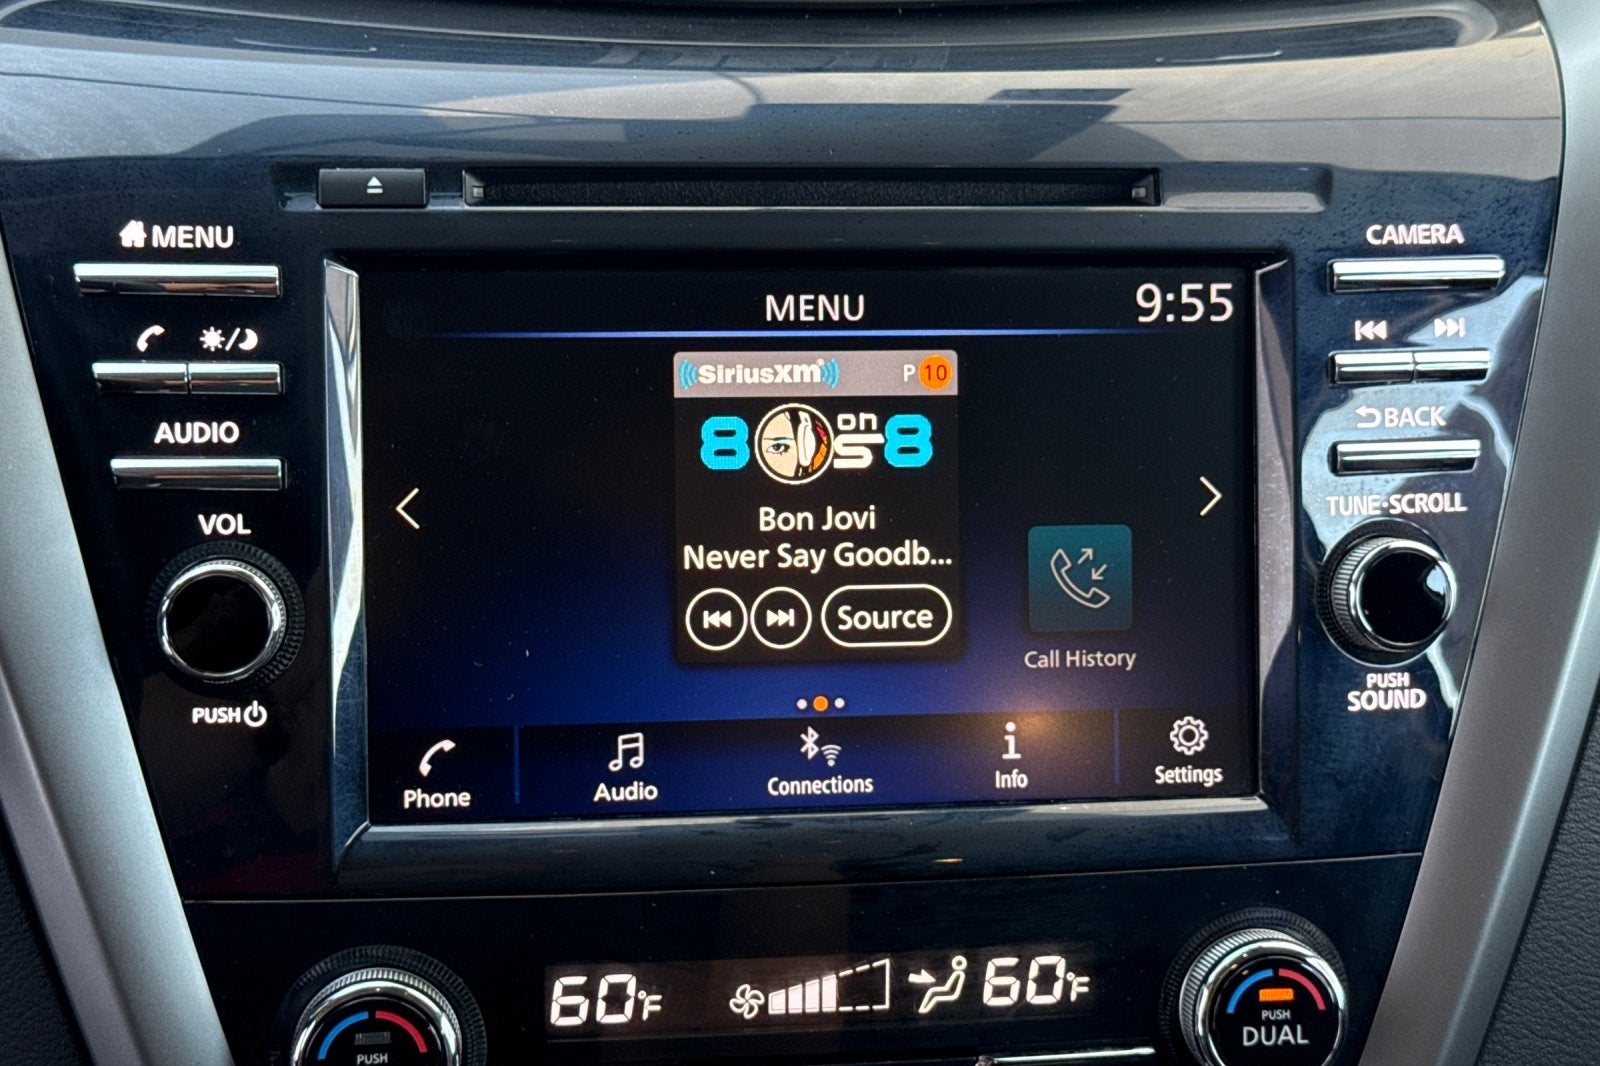 MENU
CAMERA
MENU
9:55
SiriusXM
P 10
80s on 8
AUDIO
BACK
VOL
TUNE·SCROLL
Bon Jovi
Never Say Goodb...
Source
Call History
PUSH
PUSH
SOUND
Phone
Audio
Connections
Info
Settings
60°F
60°F
PUSH
PUSH
DUAL